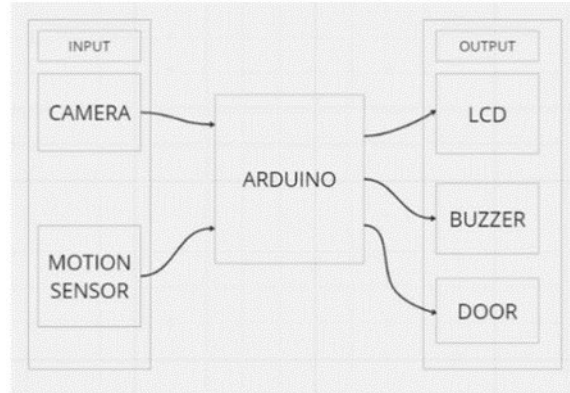 INPUT
CAMERA
MOTION
SENSOR
ARDUINO
OUTPUT
LCD
BUZZER
DOOR